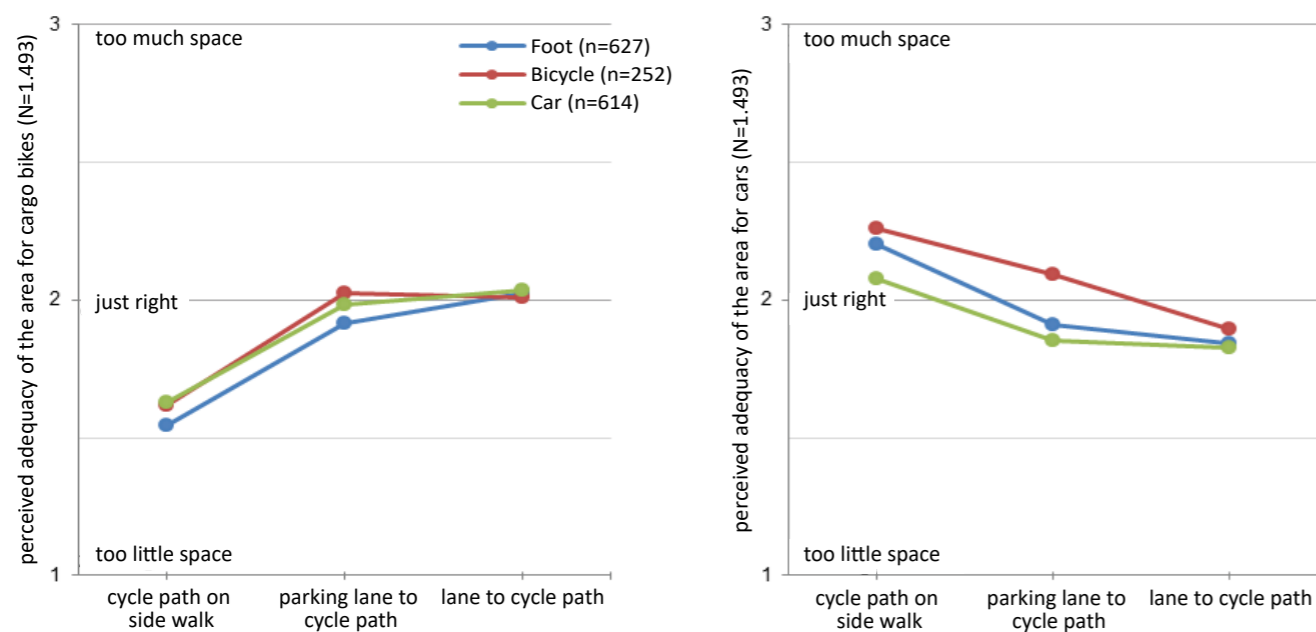 perceived adequacy of the area for cargo bikes (N=1.493)
3
too much space
Foot (n=627)
Bicycle (n=252)
Car (n=614)
2
just right
too little space
1
cycle path on
side walk
parking lane to
cycle path
lane to cycle path
perceived adequacy of the area for cars (N=1.493)
3
too much space
2
just right
too little space
1
cycle path on
side walk
parking lane to
cycle path
lane to cycle path